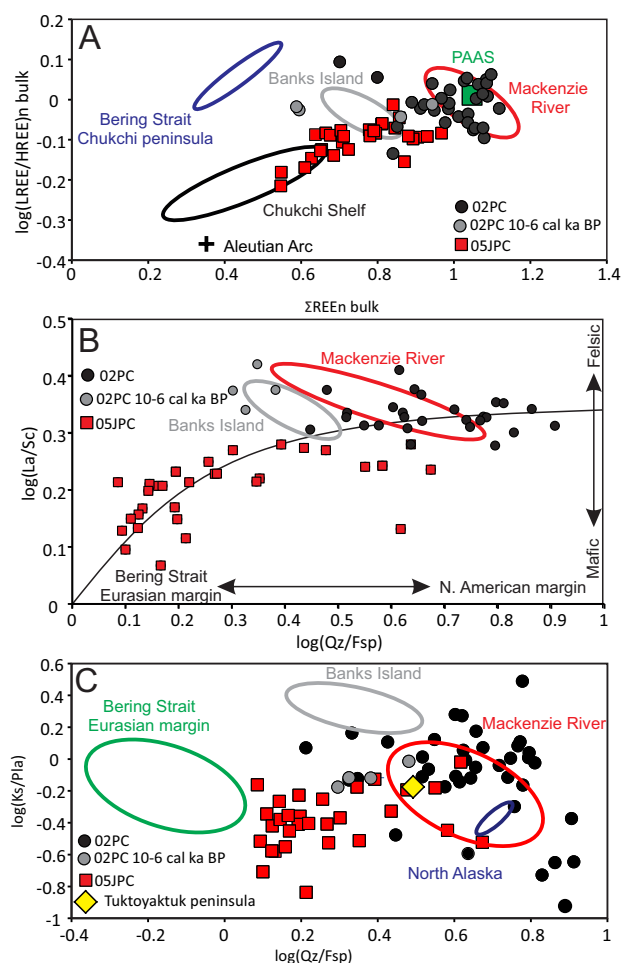 A
0.2
0.1
0
-0.1
-0.2
-0.3
-0.4
log(LREE/HREE)n bulk
Bering Strait
Chukchi peninsula
Banks Island
PAAS
Mackenzie
River
Chukchi Shelf
Aleutian Arc
02PC
02PC 10-6 cal ka BP
05JPC
0 0.2 0.4 0.6 0.8 1 1.2 1.4
ΣREEn bulk
B
0.5
0.4
0.3
0.2
0.1
0
log(La/Sc)
02PC
02PC 10-6 cal ka BP
05JPC
Mackenzie River
Banks Island
Felsic
Mafic
Bering Strait
Eurasian margin
N. American margin
0 0.1 0.2 0.3 0.4 0.5 0.6 0.7 0.8 0.9 1
log(Qz/Fsp)
C
0.6
0.4
0.2
0
-0.2
-0.4
-0.6
-0.8
-1
log(Ks/Pla)
Bering Strait
Eurasian margin
Banks Island
Mackenzie River
North Alaska
02PC
02PC 10-6 cal ka BP
05JPC
Tuktoyaktuk peninsula
-0.4 -0.2 0.0 0.2 0.4 0.6 0.8 1
log(Qz/Fsp)